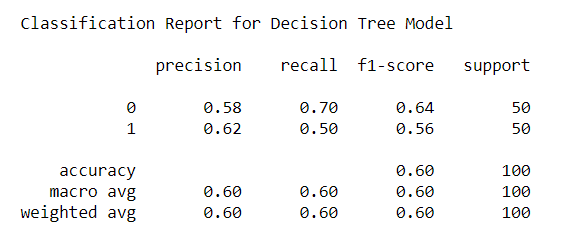 Classification Report for Decision Tree Model
precision recall f1-score support
0 0.58 0.70 0.64 50
1 0.62 0.50 0.56 50
accuracy 0.60 100
macro avg 0.60 0.60 0.60 100
weighted avg 0.60 0.60 0.60 100